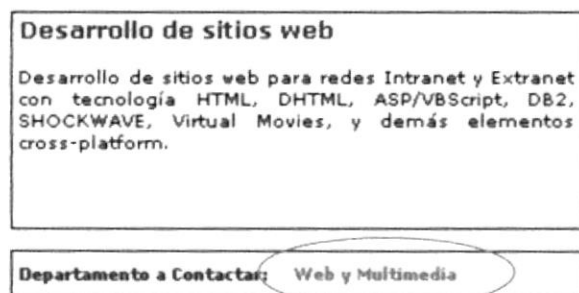 Desarrollo de sitios web
Desarrollo de sitios web para redes Intranet y Extranet
con tecnología HTML, DHTML, ASP/VBScript, DB2,
SHOCKWAVE, Virtual Movies, y demás elementos
cross-platform.
Departamento a Contactar: Web y Multimedia